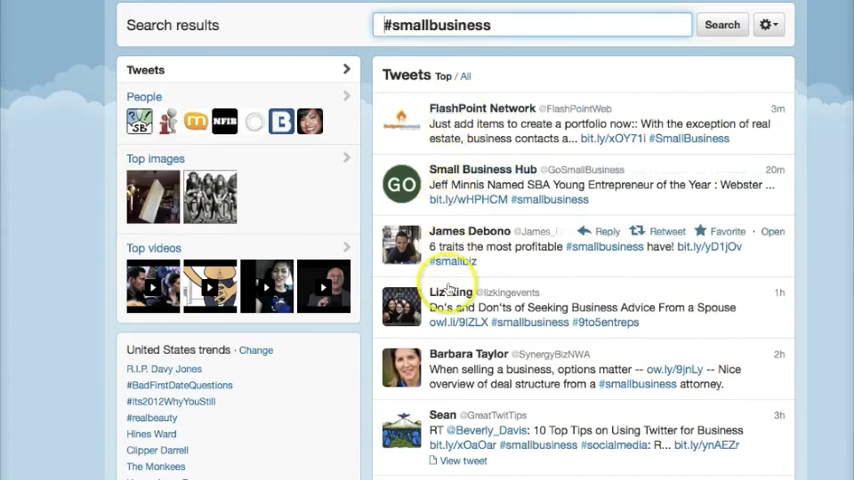 Search results
#smallbusiness
Search
Tweets
People
Top images
Top videos
United States trends · Change
R.I.P. Davy Jones
#BadFirstDateQuestions
#Its2012WhyYouStill
#realbeauty
Hines Ward
Clipper Darrell
The Monkees
Tweets Top / All
FlashPoint Network @FlashPointWeb 3m
Just add items to create a portfolio now:: With the exception of real
estate, business contacts a... bit.ly/xOY71i #SmallBusiness
Small Business Hub @GoSmallBusiness 20m
Jeff Minnis Named SBA Young Entrepreneur of the Year : Webster ...
bit.ly/wHPHCM #smallbusiness
James Debono @James_ Reply Retweet Favorite · Open
6 traits the most profitable #smallbusiness have! bit.ly/yD1jOv
#smallbiz
@lizkingevents 1h
Do's and Don'ts of Seeking Business Advice From a Spouse
owl.li/9lZLX #smallbusiness #9to5entreps
Barbara Taylor @SynergyBizNWA 2h
When selling a business, options matter -- ow.ly/9jnLy -- Nice
overview of deal structure from a #smallbusiness attorney.
Sean @GreatTwitTips 3h
RT @Beverly_Davis: 10 Top Tips on Using Twitter for Business
bit.ly/xOaOar #smallbusiness #socialmedia: R... bit.ly/ynAEZr
View tweet
GO
NFIB
SB